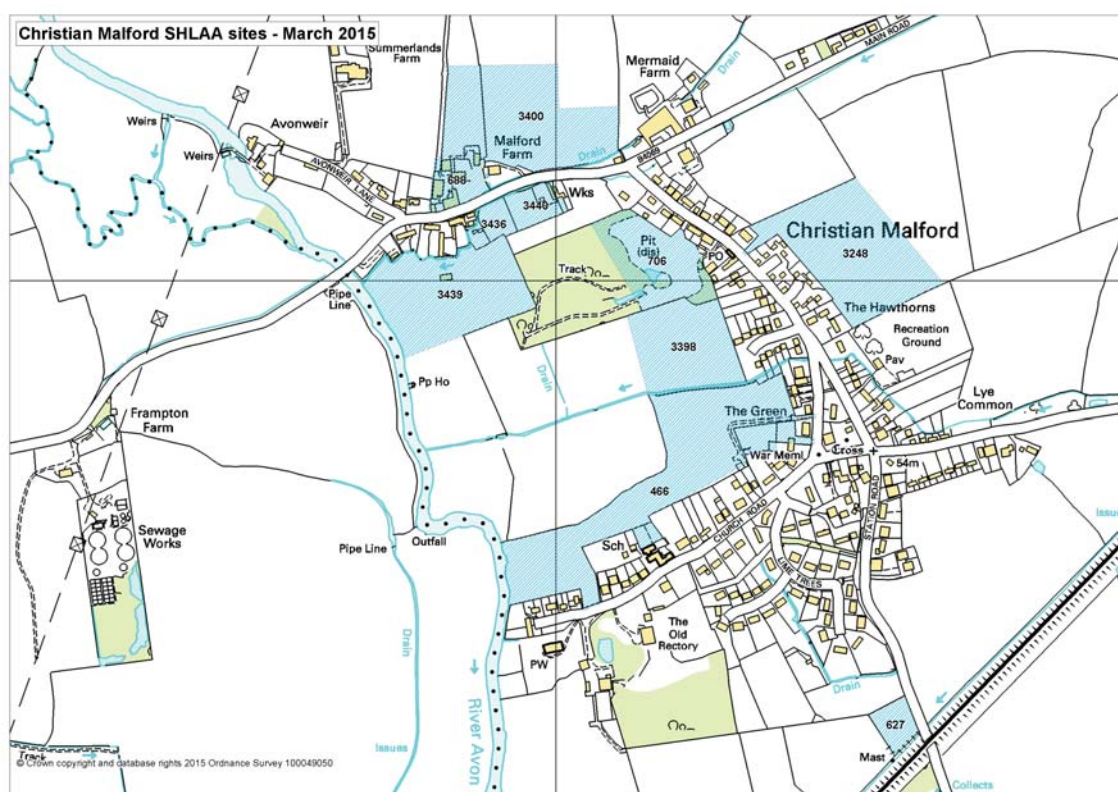 Christian Malford SHLAA sites - March 2015
Summerlands
Farm
MAIN ROAD
Mermaid
Farm
Drain
3400
Weirs
Avonweir
Malford
Farm
Drain
Weirs
AVONWEIR LANE
B4069
688
3440
Wks
3436
Pit
(dis)
PO
Christian Malford
3248
706
Track
Pipe
Line
3439
The Hawthorns
Recreation
Ground
3398
Pav
Pp Ho
Drain
Lye
Common
Frampton
Farm
The Green
War Meml
Cross
54m
466
STATION ROAD
Issues
Sewage
Works
Outfall
Pipe Line
Sch
CHURCH ROAD
LIME TREES
Drain
The
Old
Rectory
PW
Drain
River Avon
627
Issues
Mast
Track
Collects
© Crown copyright and database rights 2015 Ordnance Survey 100049050